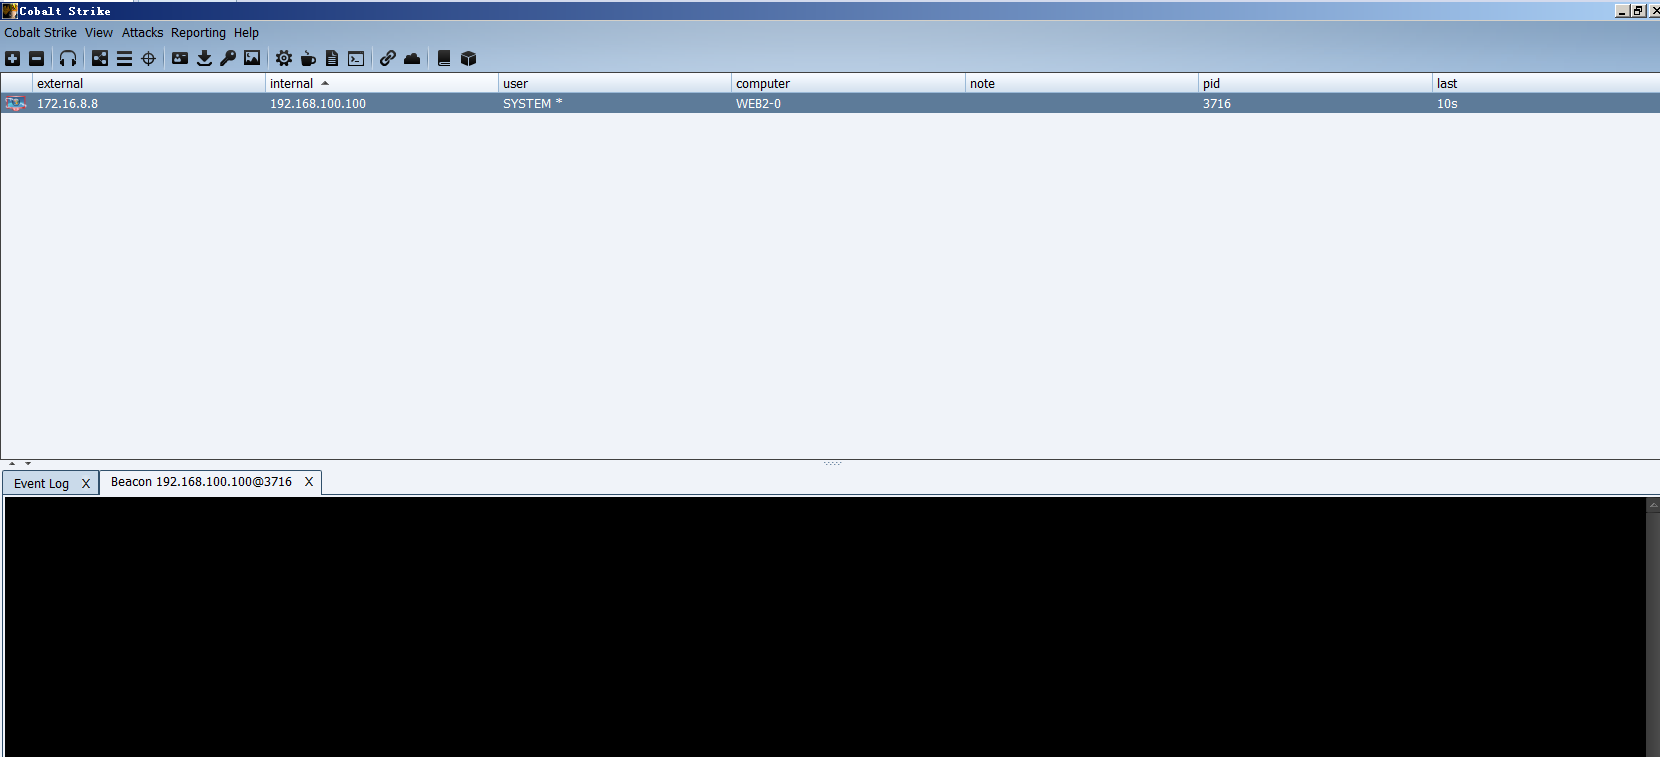 Cobalt Strike
Cobalt Strike View Attacks Reporting Help
external internal user computer note pid last
172.16.8.8 192.168.100.100 SYSTEM * WEB2-0 3716 10s
Event Log X Beacon 192.168.100.100@3716 X